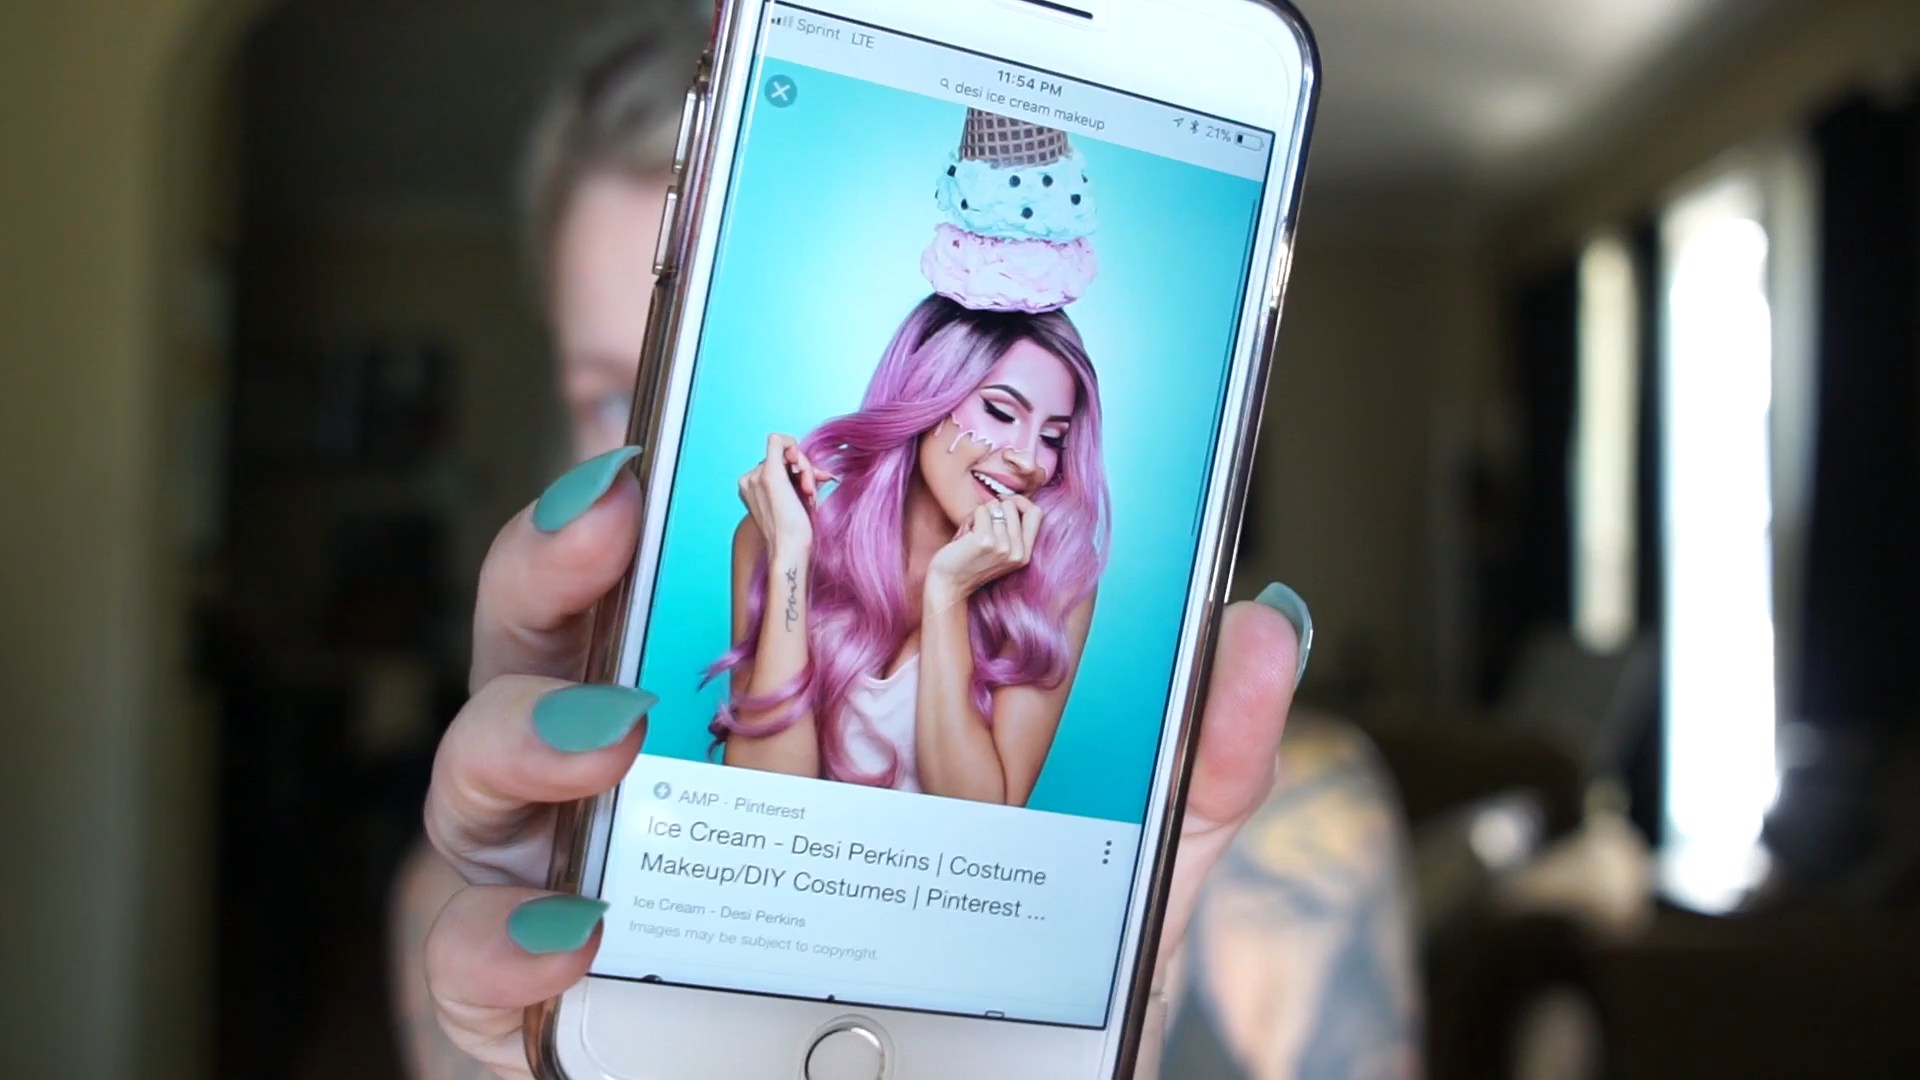 Sprint LTE
11:54 PM
desi ice cream makeup
21%
AMP - Pinterest
Ice Cream - Desi Perkins | Costume
Makeup/DIY Costumes | Pinterest ...
Ice Cream - Desi Perkins
Images may be subject to copyright.